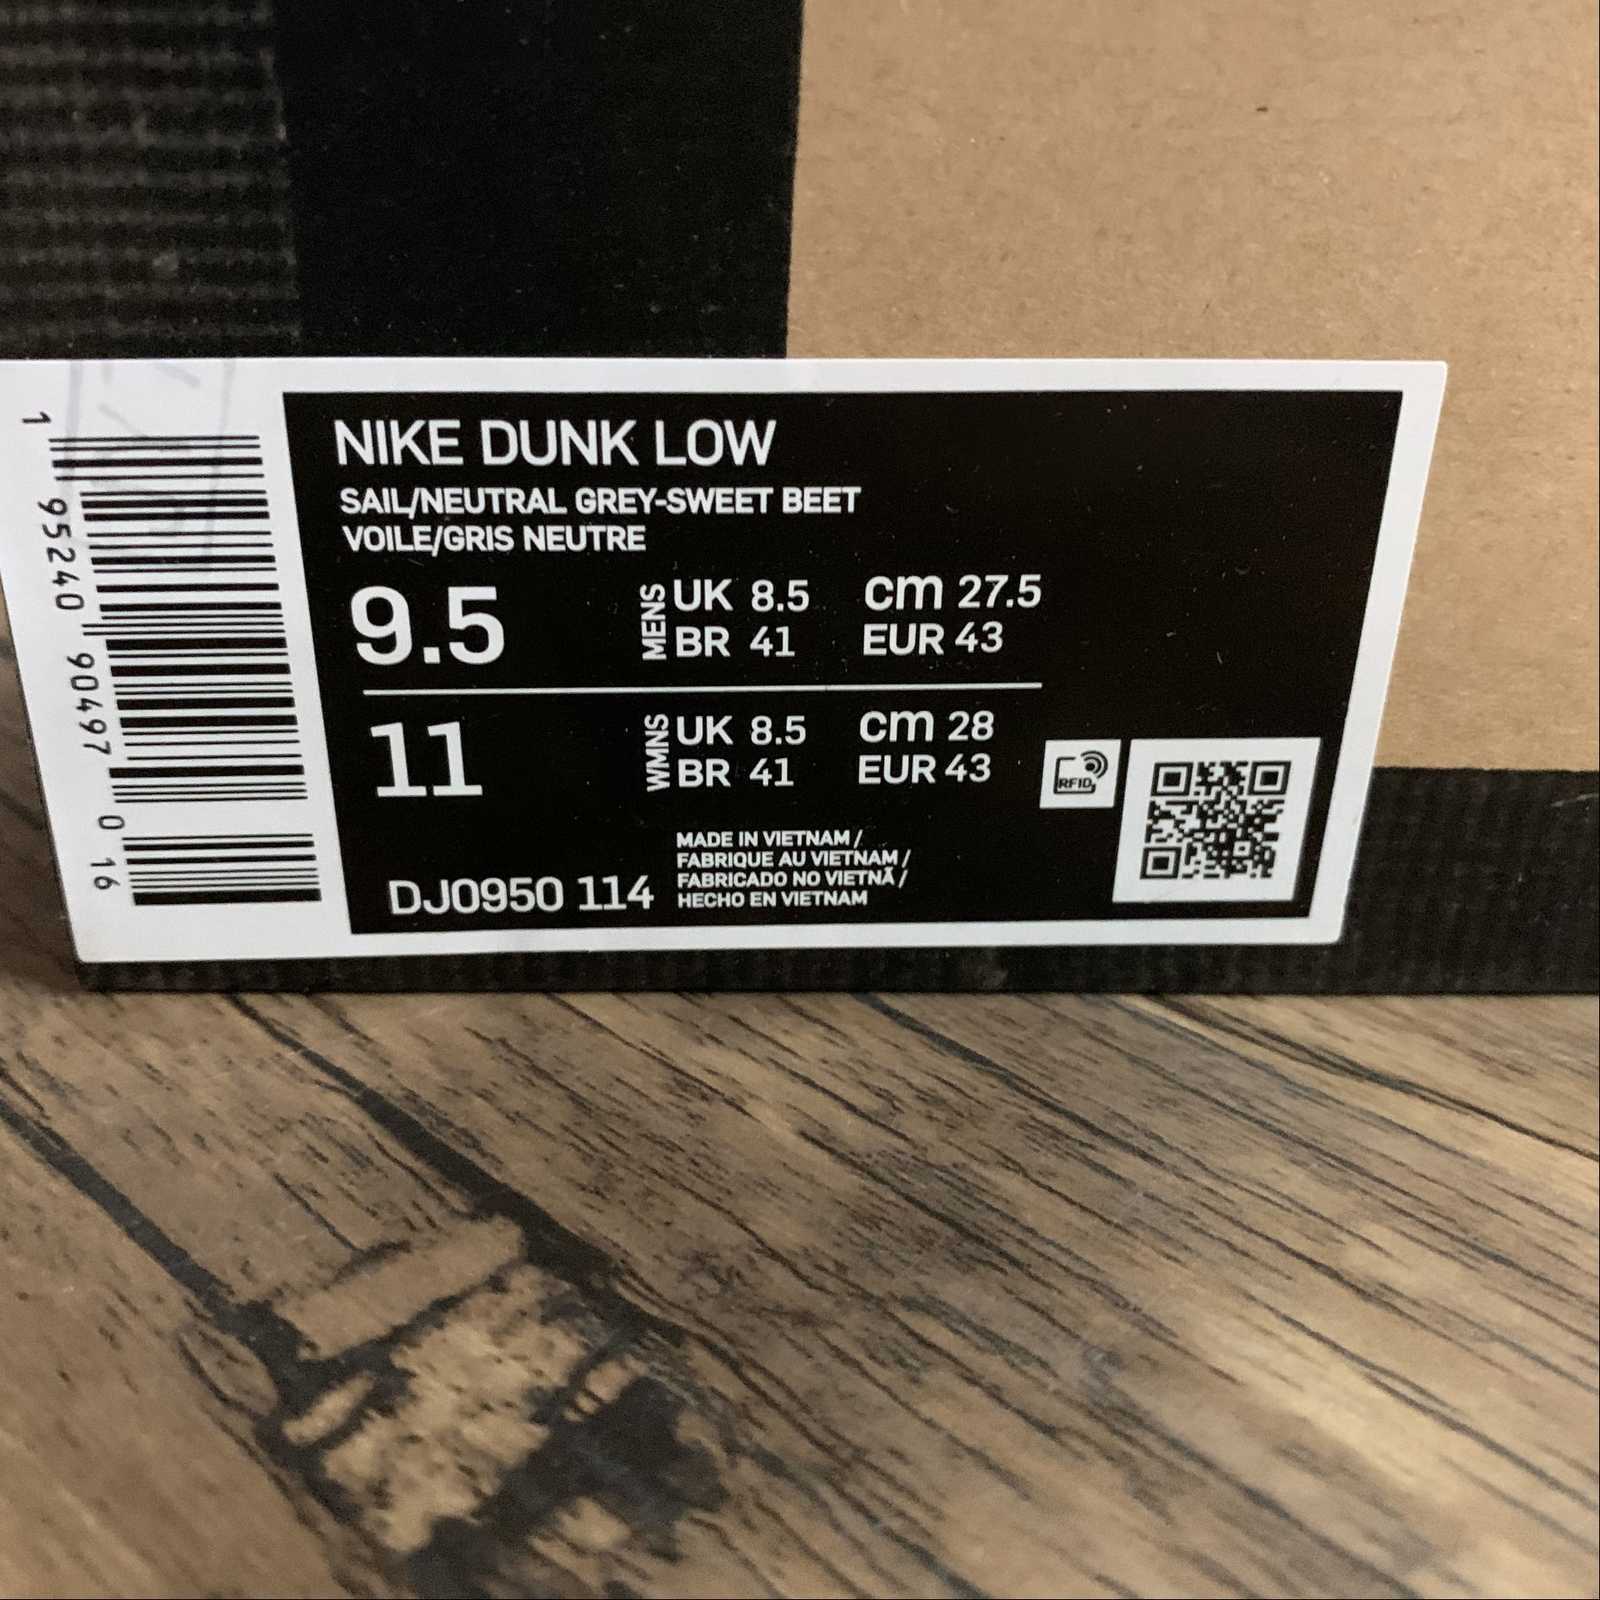 NIKE DUNK LOW
SAIL/NEUTRAL GREY-SWEET BEET
VOILE/GRIS NEUTRE
9.5 MENS UK 8.5 cm 27.5
BR 41 EUR 43
11 WMNS UK 8.5 cm 28
BR 41 EUR 43
RFID
MADE IN VIETNAM /
FABRIQUE AU VIETNAM /
FABRICADO NO VIETNÃ /
HECHO EN VIETNAM
DJ0950 114
1 95240 90497 0 16